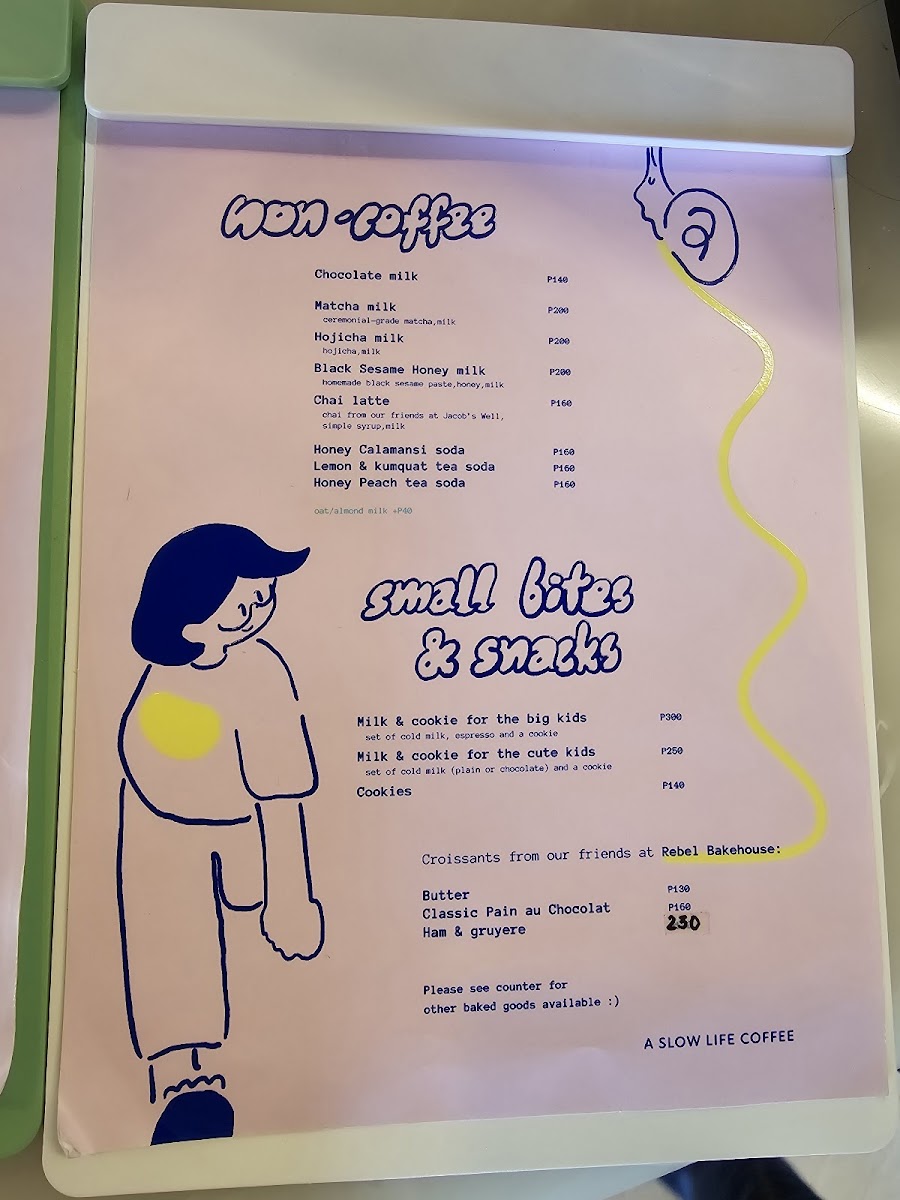 non-coffee
Chocolate milk P140
Matcha milk P200
ceremonial-grade matcha,milk
Hojicha milk P200
hojicha,milk
Black Sesame Honey milk P200
homemade black sesame paste,honey,milk
Chai latte P160
chai from our friends at Jacob's Well,
simple syrup,milk
Honey Calamansi soda P160
Lemon & kumquat tea soda P160
Honey Peach tea soda P160
oat/almond milk +P40
small bites
& snacks
Milk & cookie for the big kids P300
set of cold milk, espresso and a cookie
Milk & cookie for the cute kids P250
set of cold milk (plain or chocolate) and a cookie
Cookies P140
Croissants from our friends at Rebel Bakehouse:
Butter P130
Classic Pain au Chocolat P160
Ham & gruyere 230
Please see counter for
other baked goods available :)
A SLOW LIFE COFFEE